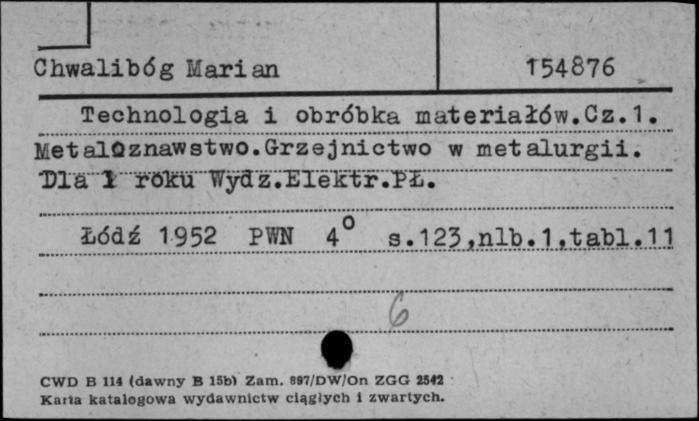 Chwalibóg Marian 154876
Technologia i obróbka materiałów.Cz.1.
Metaloznawstwo.Grzejnictwo w metalurgii.
Dla 1 roku Wydz.Elektr.PŁ.
Łódź 1952 PWN 4° s.123,nlb.1,tabl.11
6
CWD B 114 (dawny B 15b) Zam. 897/DW/On ZGG 2542
Karta katalogowa wydawnictw ciągłych i zwartych.